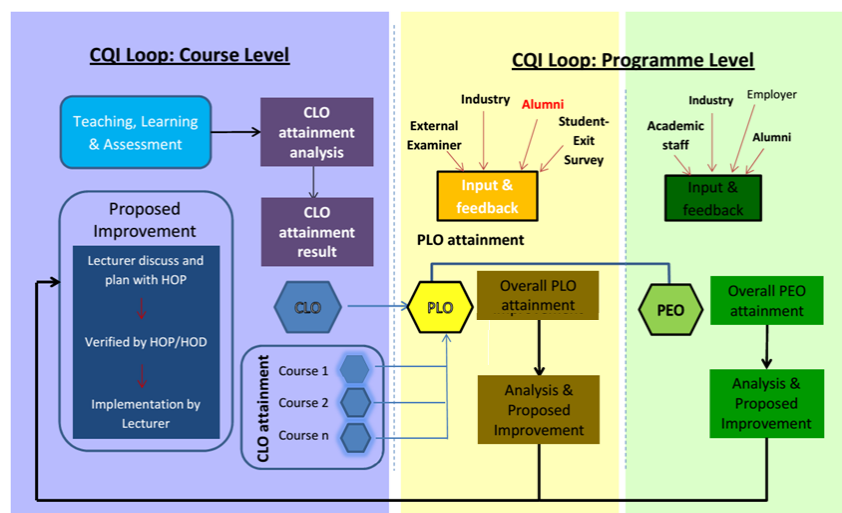 CQI Loop: Course Level
Teaching, Learning
& Assessment
CLO
attainment
analysis
CLO
attainment
result
Proposed
Improvement
Lecturer discuss and
plan with HOP
Verified by HOP/HOD
Implementation by
Lecturer
CLO
CLO attainment
Course 1
Course 2
Course n
CQI Loop: Programme Level
Industry
Alumni
External
Examiner
Student-
Exit
Survey
Input &
feedback
PLO attainment
PLO
Overall PLO
attainment
Analysis &
Proposed
Improvement
Industry
Employer
Academic
staff
Alumni
Input &
feedback
PEO
Overall PEO
attainment
Analysis &
Proposed
Improvement